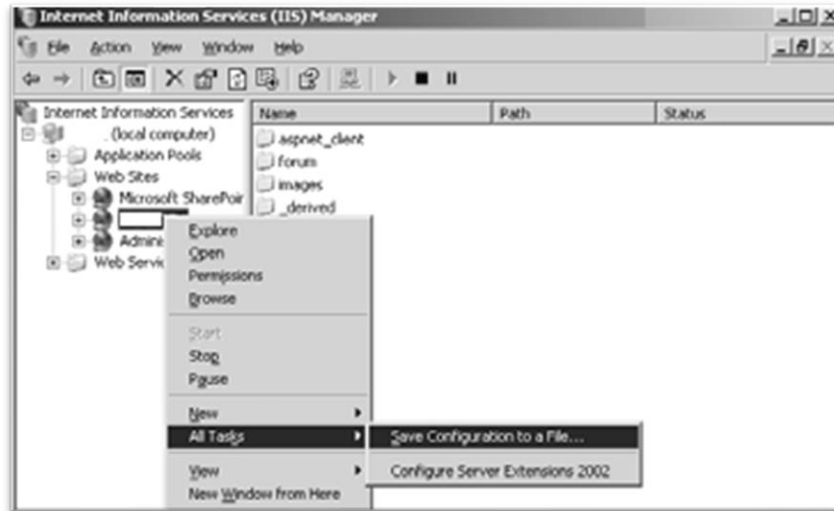 Internet Information Services (IIS) Manager
File Action View Window Help
Internet Information Services
. (local computer)
Application Pools
Web Sites
Microsoft SharePoir
Admini
Web Servic
Name Path Status
aspnet_client
forum
images
_derived
Explore
Open
Permissions
Browse
Start
Stop
Pause
New
All Tasks
View
New Window from Here
Save Configuration to a File...
Configure Server Extensions 2002